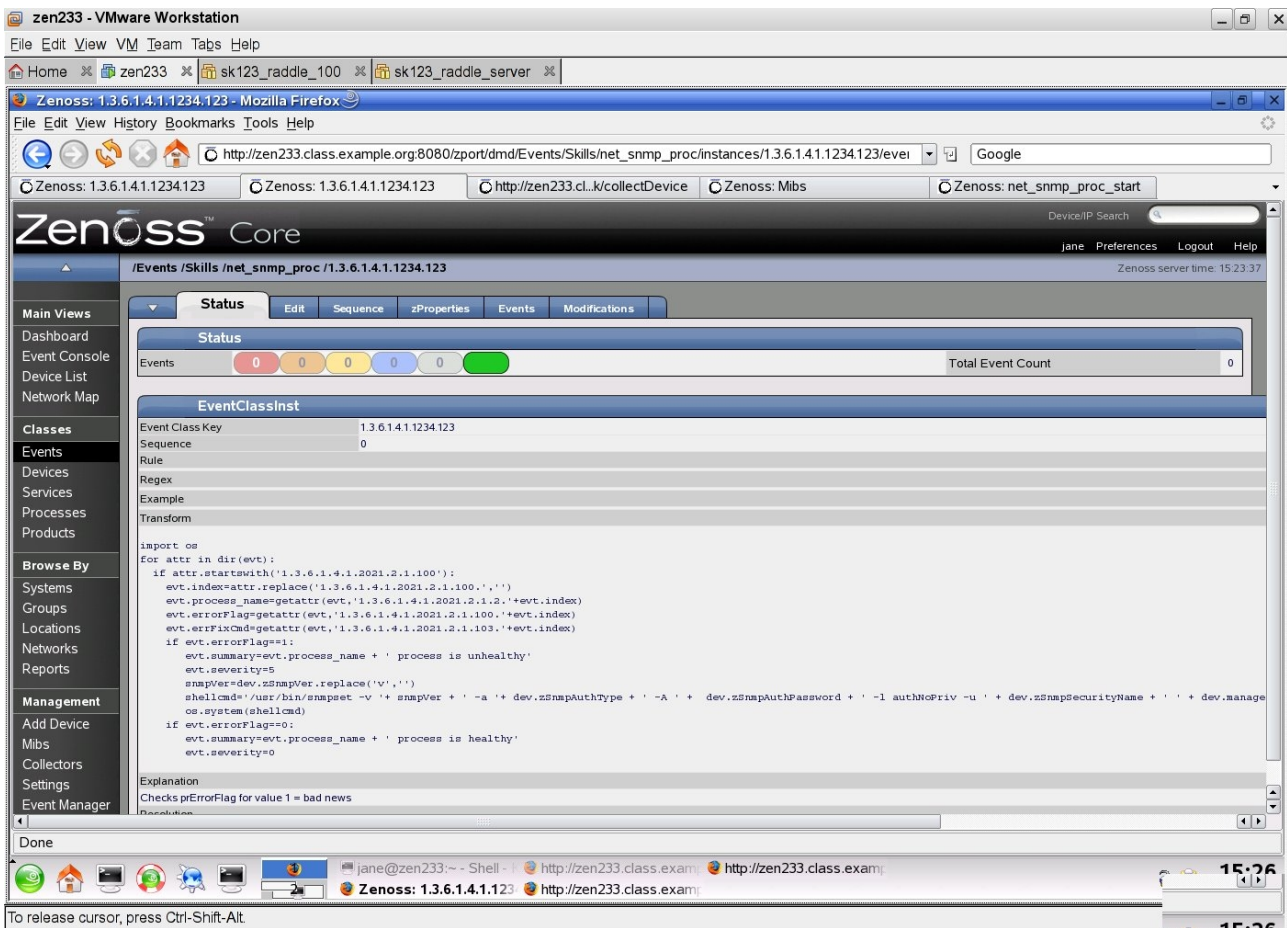 zen233 - VMware Workstation
File Edit View VM Team Tabs Help
Home zen233 sk123_raddle_100 sk123_raddle_server
Zenoss: 1.3.6.1.4.1.1234.123 - Mozilla Firefox
File Edit View History Bookmarks Tools Help
http://zen233.class.example.org:8080/zport/dmd/Events/Skills/net_snmp_proc/instances/1.3.6.1.4.1.1234.123/ever Google
Zenoss: 1.3.6.1.4.1.1234.123 Zenoss: 1.3.6.1.4.1.1234.123 http://zen233.cl...k/collectDevice Zenoss: Mibs Zenoss: net_snmp_proc_start
Zenoss™ Core
Device/IP Search
jane Preferences Logout Help
/Events /Skills /net_snmp_proc /1.3.6.1.4.1.1234.123 Zenoss server time: 15:23:37
Main Views
Dashboard
Event Console
Device List
Network Map
Classes
Events
Devices
Services
Processes
Products
Browse By
Systems
Groups
Locations
Networks
Reports
Management
Add Device
Mibs
Collectors
Settings
Event Manager
Status Edit Sequence zProperties Events Modifications
Status
Events 0 0 0 0 0 Total Event Count 0
EventClassInst
Event Class Key 1.3.6.1.4.1.1234.123
Sequence 0
Rule
Regex
Example
Transform
import os
for attr in dir(evt):
if attr.startswith('1.3.6.1.4.1.2021.2.1.100'):
evt.index=attr.replace('1.3.6.1.4.1.2021.2.1.100.','')
evt.process_name=getattr(evt,'1.3.6.1.4.1.2021.2.1.2.'+evt.index)
evt.errorFlag=getattr(evt,'1.3.6.1.4.1.2021.2.1.100.'+evt.index)
evt.errFixCmd=getattr(evt,'1.3.6.1.4.1.2021.2.1.103.'+evt.index)
if evt.errorFlag==1:
evt.summary=evt.process_name + ' process is unhealthy'
evt.severity=5
snmpVer=dev.zSnmpVer.replace('v','')
shellcmd='/usr/bin/snmpset -v '+ snmpVer + ' -a '+ dev.zSnmpAuthType + ' -A ' + dev.zSnmpAuthPassword + ' -l authNoPriv -u ' + dev.zSnmpSecurityName + ' ' + dev.manage
os.system(shellcmd)
if evt.errorFlag==0:
evt.summary=evt.process_name + ' process is healthy'
evt.severity=0
Explanation
Checks prErrorFlag for value 1 = bad news
Resolution
Done
jane@zen233:~ - Shell - http://zen233.class.exam http://zen233.class.exam
2 Zenoss: 1.3.6.1.4.1.123 http://zen233.class.exam
15:26
To release cursor, press Ctrl-Shift-Alt.
15:26